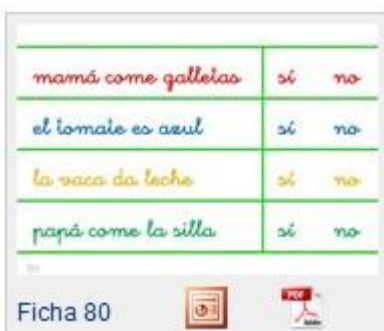 mamá come galletas sí no
el tomate es azul sí no
la vaca da leche sí no
papá come la silla sí no
Ficha 80
PDF
Adobe